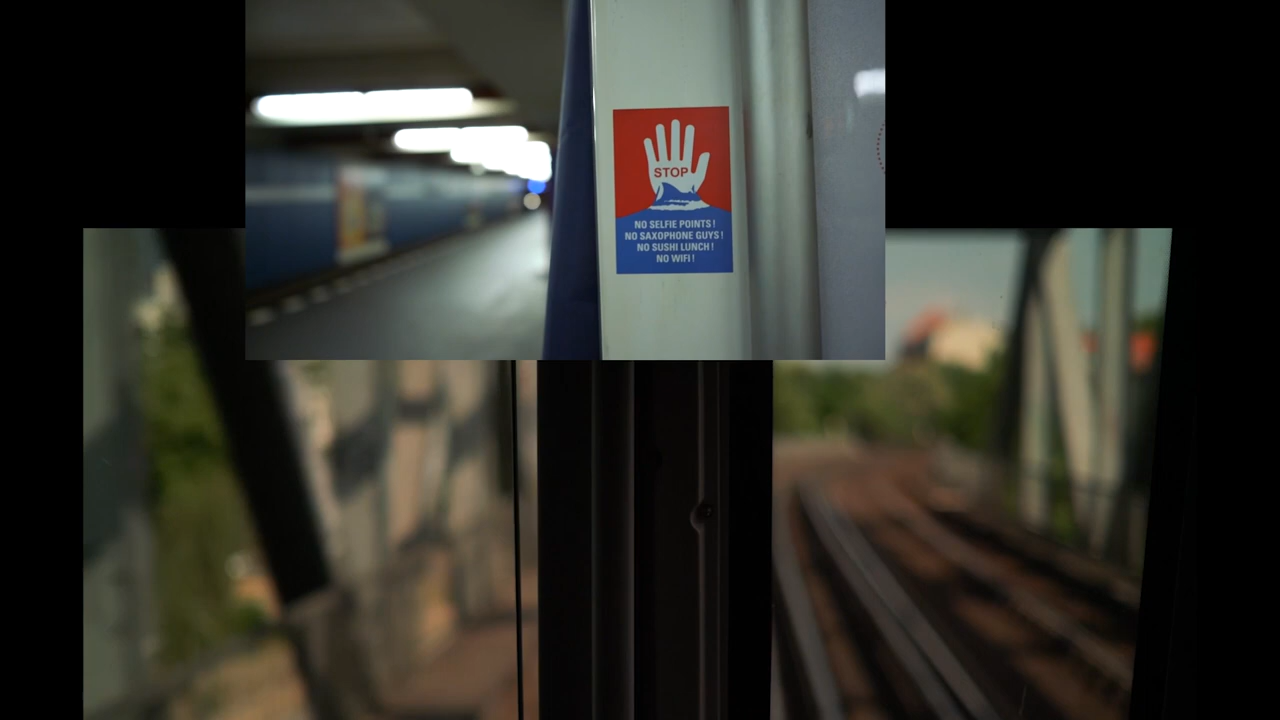 STOP
NO SELFIE POINTS!
NO SAXOPHONE GUYS!
NO SUSHI LUNCH!
NO WIFI!